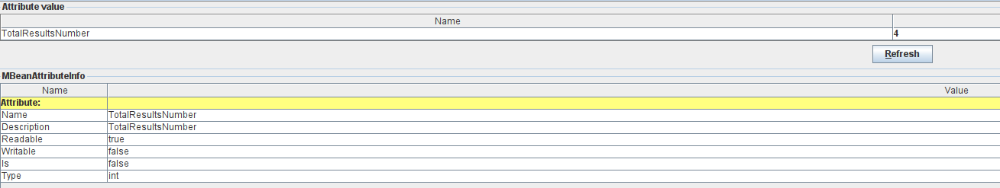 Attribute value
Name
TotalResultsNumber 4
Refresh
MBeanAttributeInfo
Name Value
Attribute:
Name TotalResultsNumber
Description TotalResultsNumber
Readable true
Writable false
Is false
Type int